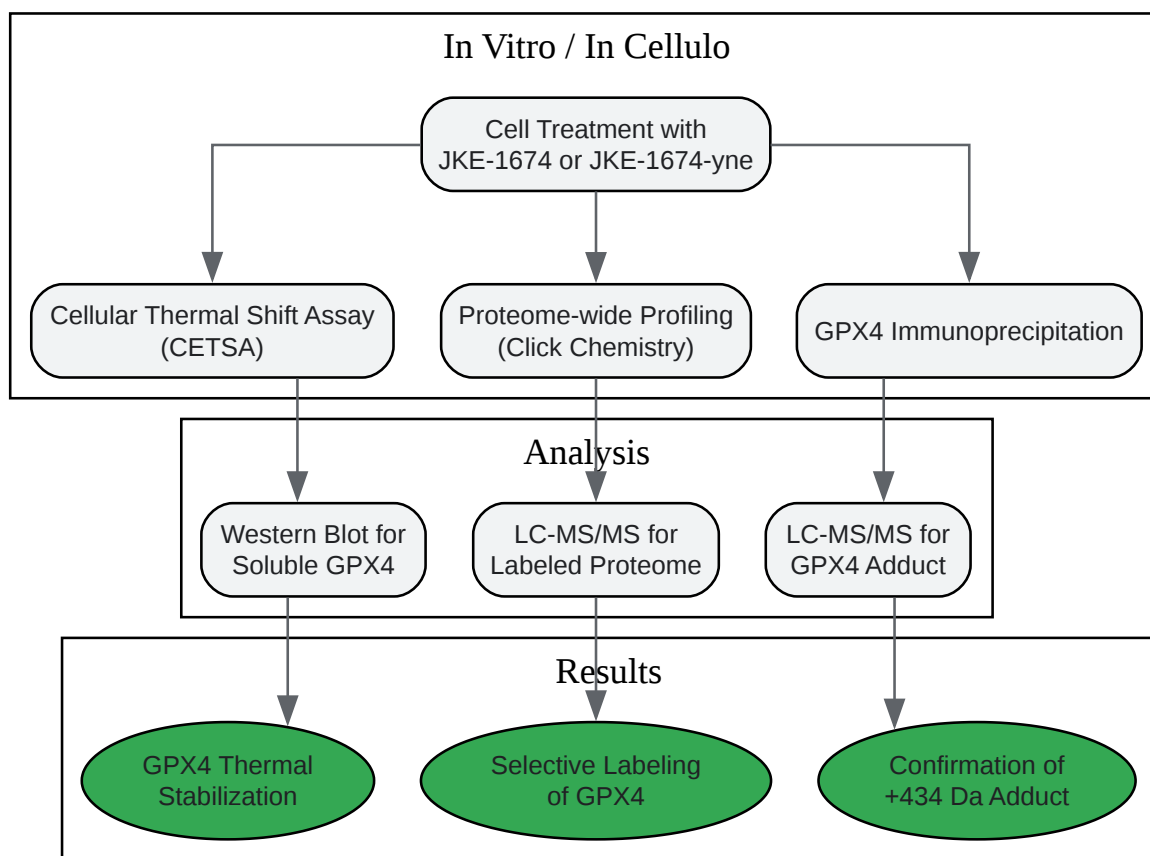 In Vitro / In Cellulo
Cell Treatment with
JKE-1674 or JKE-1674-yne
Cellular Thermal Shift Assay
(CETSA)
Proteome-wide Profiling
(Click Chemistry)
GPX4 Immunoprecipitation
Analysis
Western Blot for
Soluble GPX4
LC-MS/MS for
Labeled Proteome
LC-MS/MS for
GPX4 Adduct
Results
GPX4 Thermal
Stabilization
Selective Labeling
of GPX4
Confirmation of
+434 Da Adduct